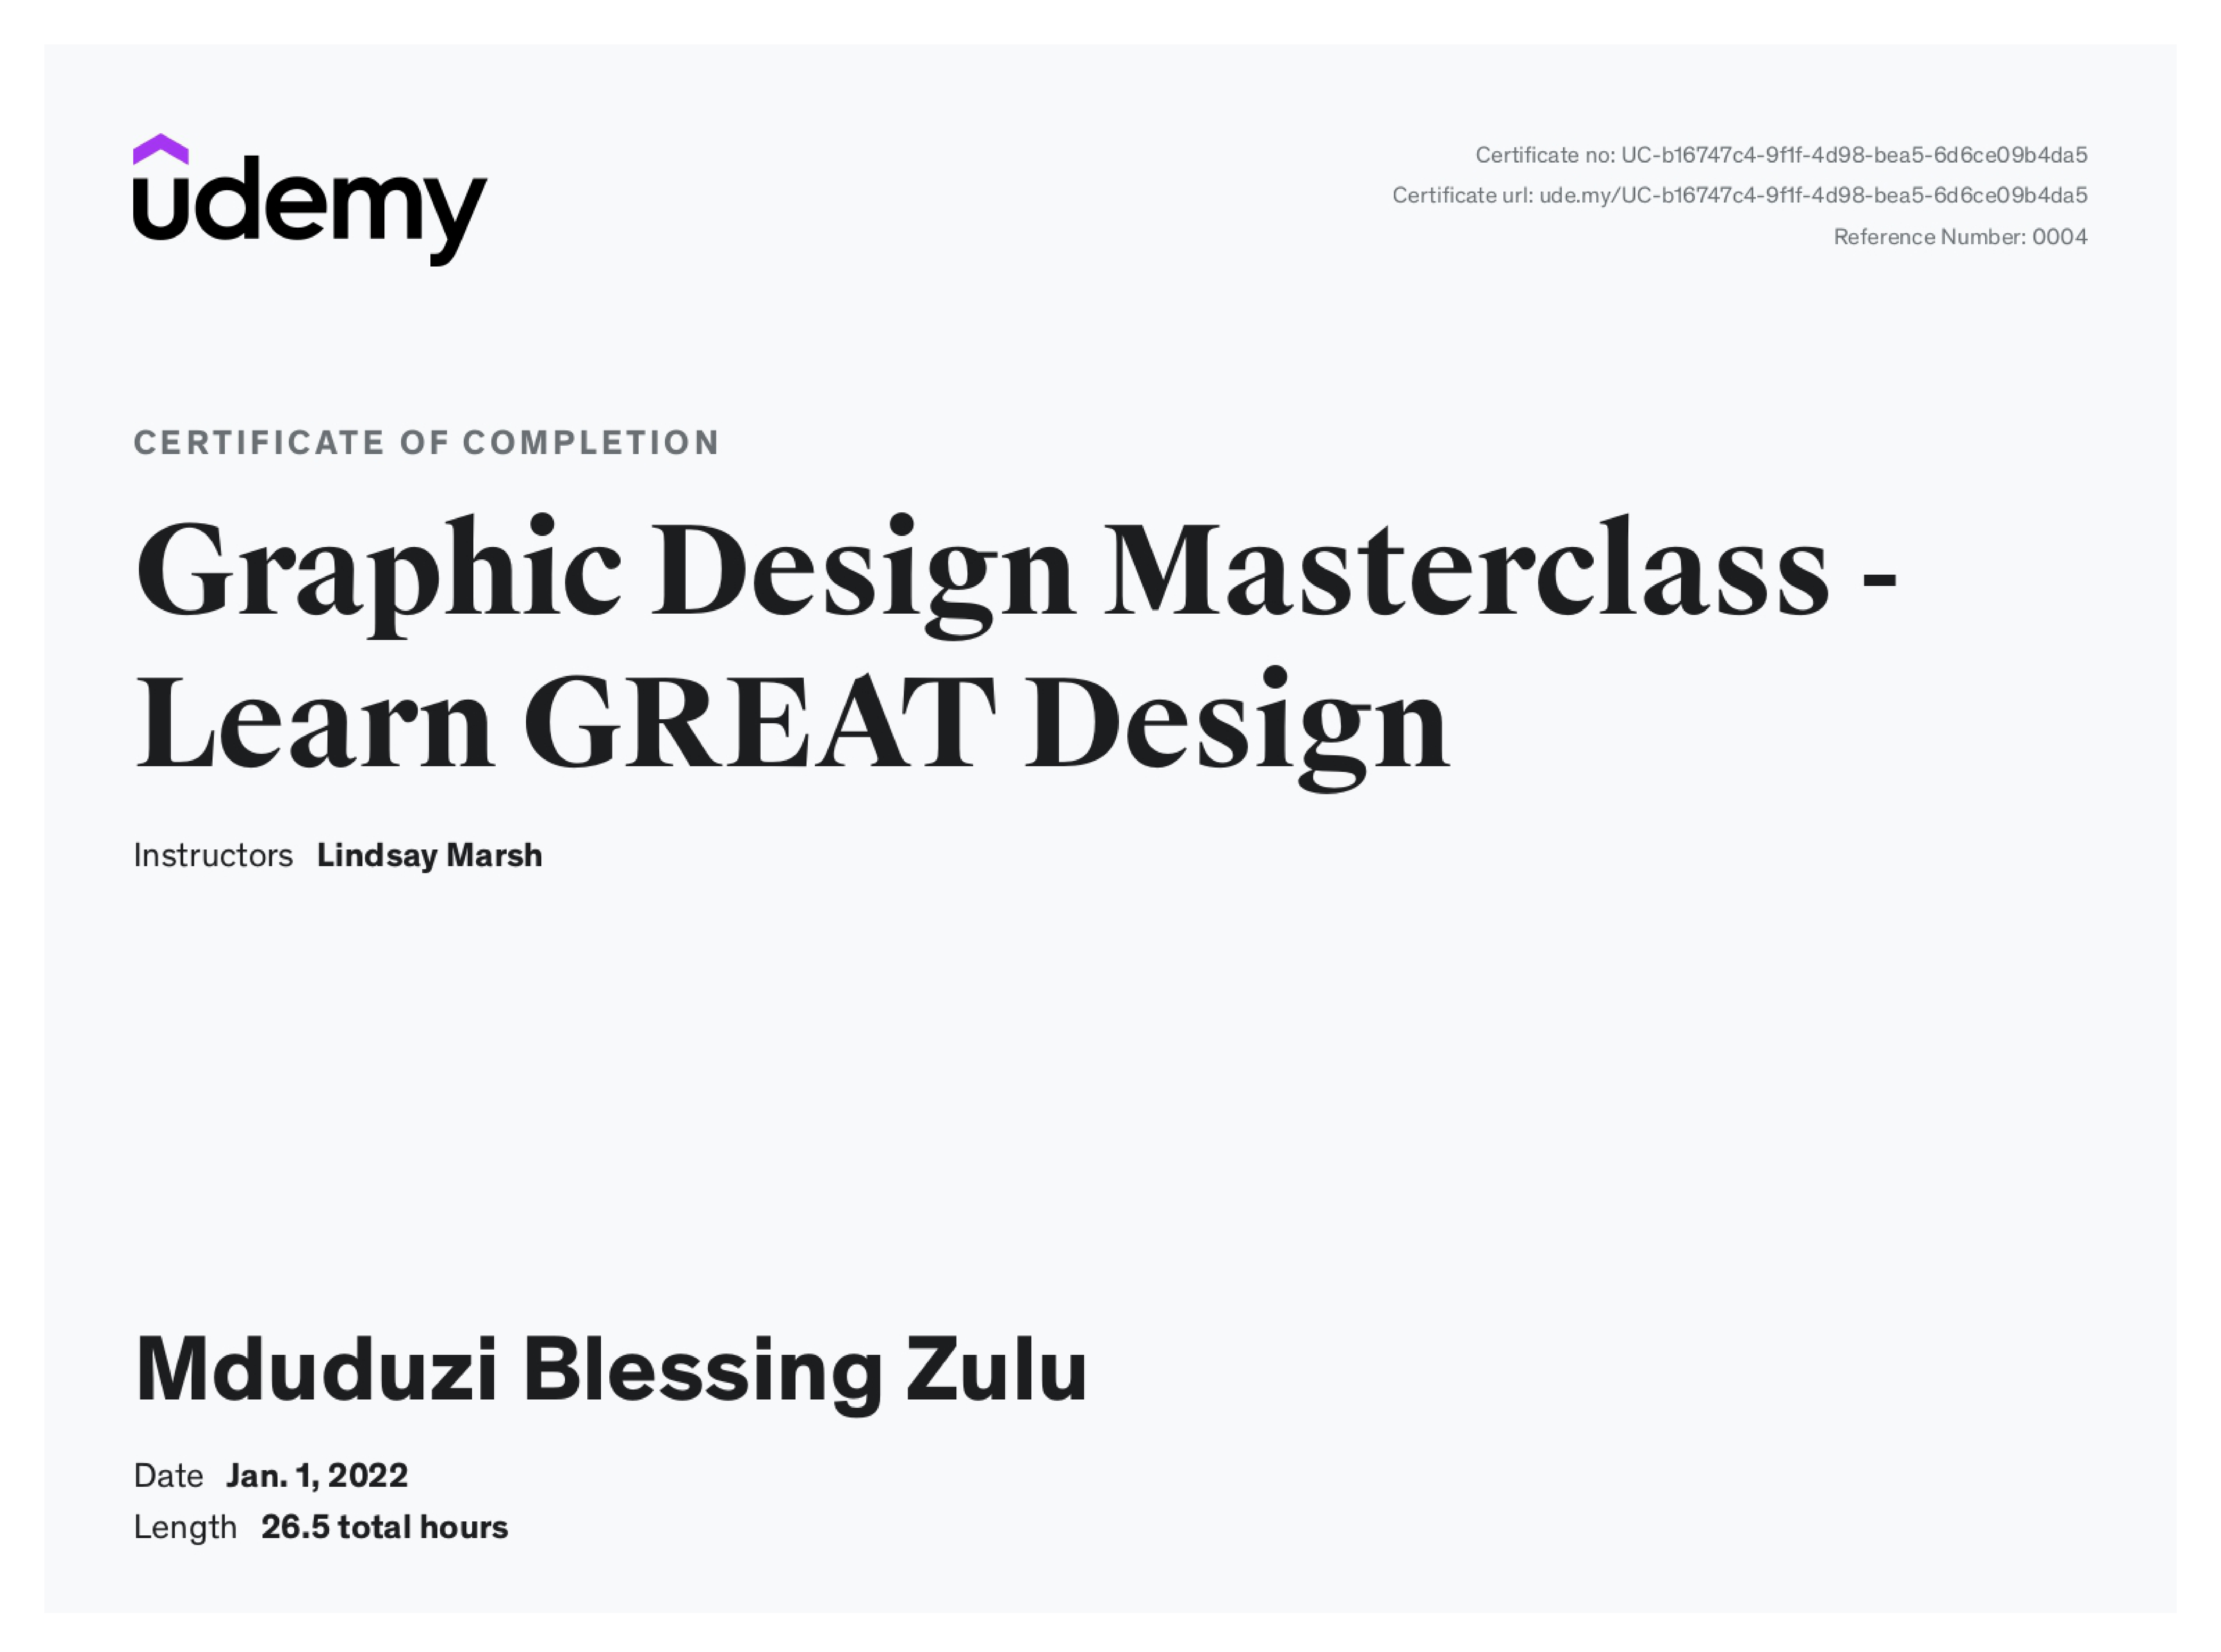 udemy
Certificate no: UC-b16747c4-9f1f-4d98-bea5-6d6ce09b4da5
Certificate url: ude.my/UC-b16747c4-9f1f-4d98-bea5-6d6ce09b4da5
Reference Number: 0004
CERTIFICATE OF COMPLETION
Graphic Design Masterclass -
Learn GREAT Design
Instructors Lindsay Marsh
Mduduzi Blessing Zulu
Date Jan. 1, 2022
Length 26.5 total hours